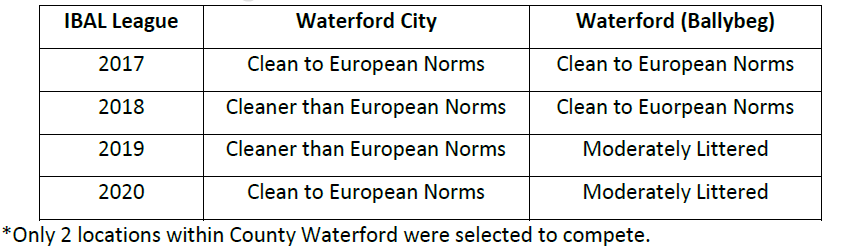 IBAL League Waterford City Waterford (Ballybeg)
2017 Clean to European Norms Clean to European Norms
2018 Cleaner than European Norms Clean to Euorpean Norms
2019 Cleaner than European Norms Moderately Littered
2020 Clean to European Norms Moderately Littered
*Only 2 locations within County Waterford were selected to compete.